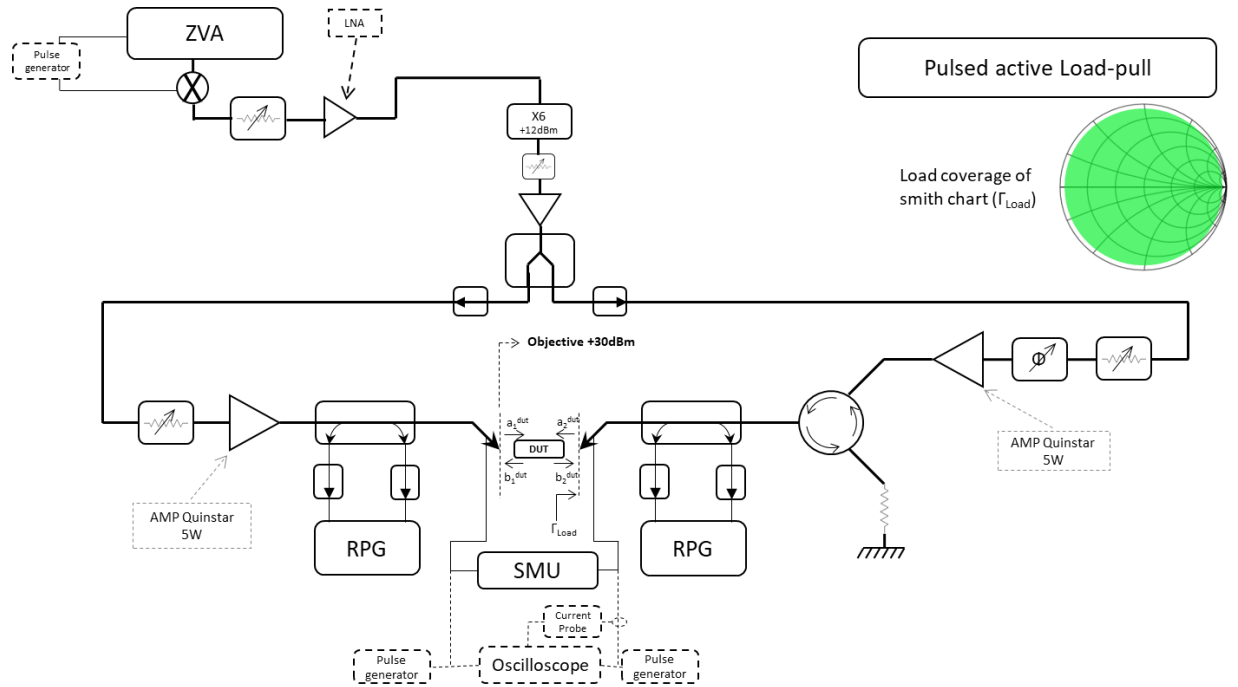 ZVA
LNA
Pulse
generator
Pulsed active Load-pull
X6
+12dBm
Load coverage of
smith chart (ΓLoad)
Objective +30dBm
Φ
a1dut
a2dut
DUT
b1dut
b2dut
ΓLoad
AMP Quinstar
5W
AMP Quinstar
5W
RPG
SMU
RPG
Current
Probe
Pulse
generator
Oscilloscope
Pulse
generator